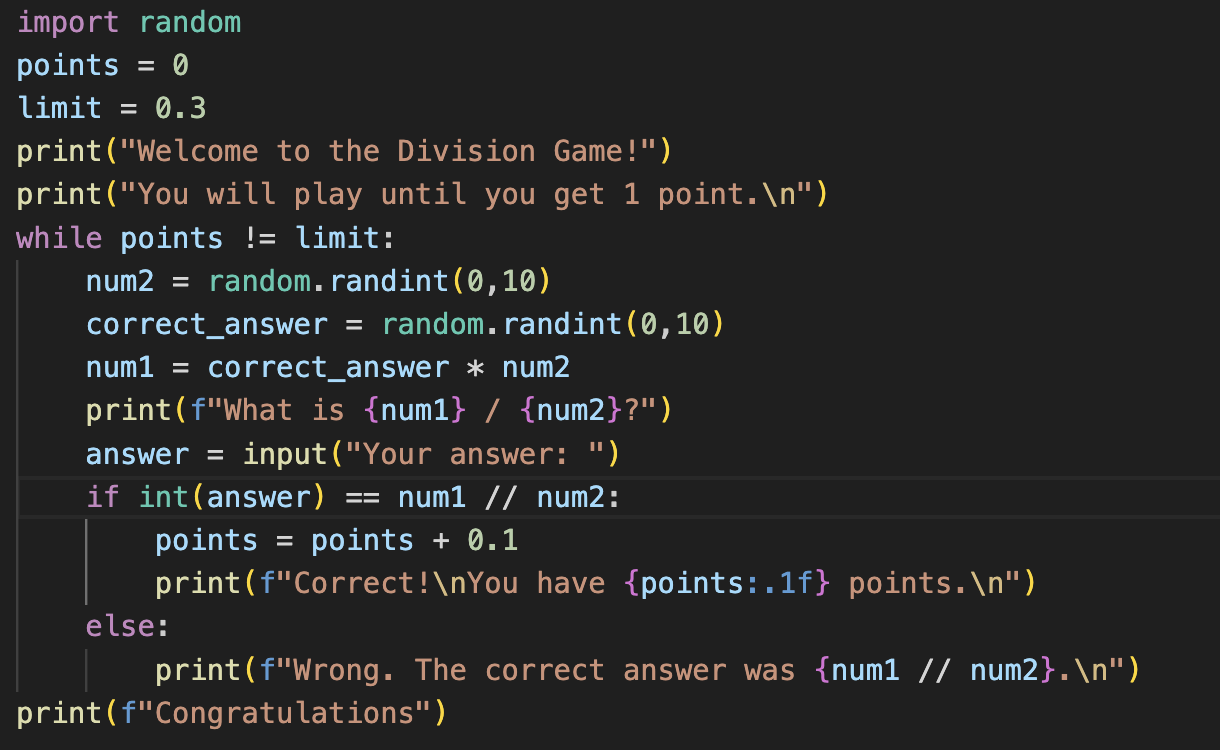 import random
points = 0
limit = 0.3
print("Welcome to the Division Game!")
print("You will play until you get 1 point.\n")
while points != limit:
    num2 = random.randint(0,10)
    correct_answer = random.randint(0,10)
    num1 = correct_answer * num2
    print(f"What is {num1} / {num2}?")
    answer = input("Your answer: ")
    if int(answer) == num1 // num2:
        points = points + 0.1
        print(f"Correct!\nYou have {points:.1f} points.\n")
    else:
        print(f"Wrong. The correct answer was {num1 // num2}.\n")
print(f"Congratulations")